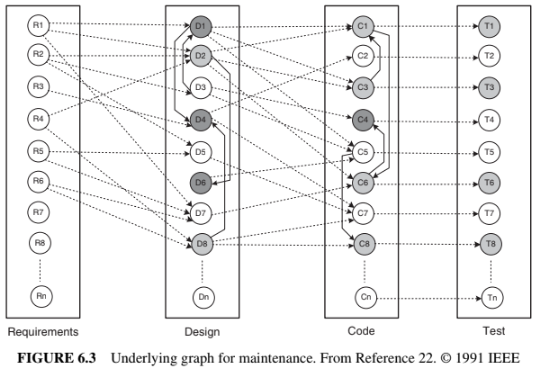 R1 D1 C1 T1
R2 D2 C2 T2
R3 D3 C3 T3
R4 D4 C4 T4
R5 D5 C5 T5
R6 D6 C6 T6
R7 D7 C7 T7
R8 D8 C8 T8
Rn Dn Cn Tn
Requirements Design Code Test
FIGURE 6.3 Underlying graph for maintenance. From Reference 22. © 1991 IEEE